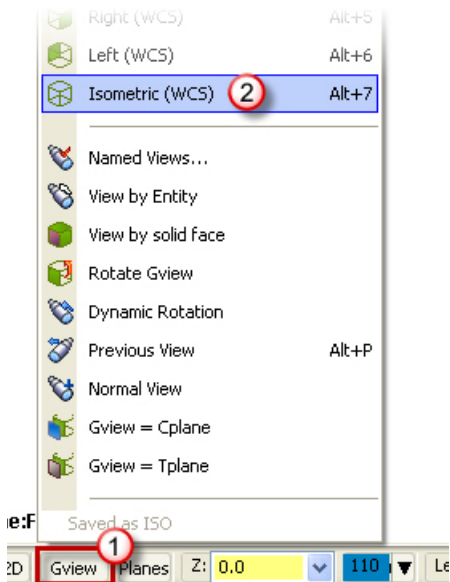 Right (WCS) Alt+5
Left (WCS) Alt+6
Isometric (WCS) 2 Alt+7
Named Views...
View by Entity
View by solid face
Rotate Gview
Dynamic Rotation
Previous View Alt+P
Normal View
Gview = Cplane
Gview = Tplane
e:F Saved as ISO
1
2D Gview Planes Z: 0.0 110 Le